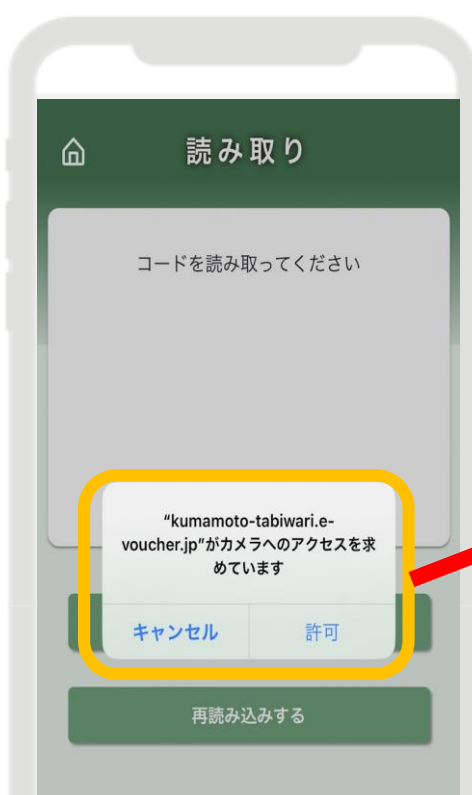 読み取り
コードを読み取ってください
“kumamoto-tabiwari.e-
voucher.jp”がカメラへのアクセスを求
めています
キャンセル 許可
再読み込みする